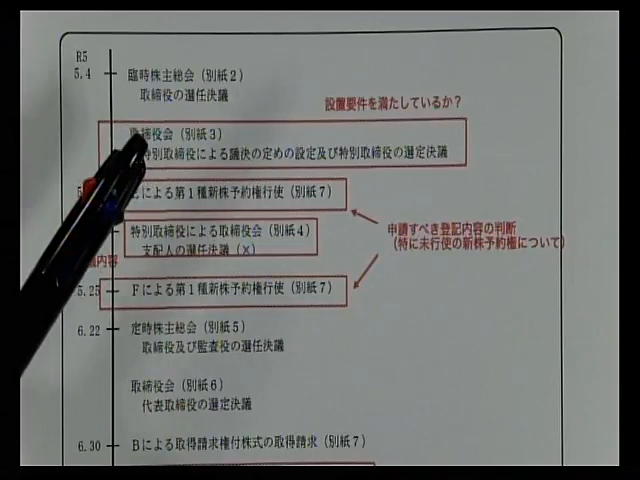 R5
5.4
臨時株主総会（別紙２）
取締役の選任決議
設置要件を満たしているか？
締役会（別紙３）
特別取締役による議決の定めの設定及び特別取締役の選定決議
による第１種新株予約権行使（別紙７）
特別取締役による取締役会（別紙４）
支配人の選任決議（×）
申請すべき登記内容の判断
（特に未行使の新株予約権について）
内容
5.25
Ｆによる第１種新株予約権行使（別紙７）
6.22
定時株主総会（別紙５）
取締役及び監査役の選任決議
取締役会（別紙６）
代表取締役の選定決議
6.30
Ｂによる取得請求権付株式の取得請求（別紙７）